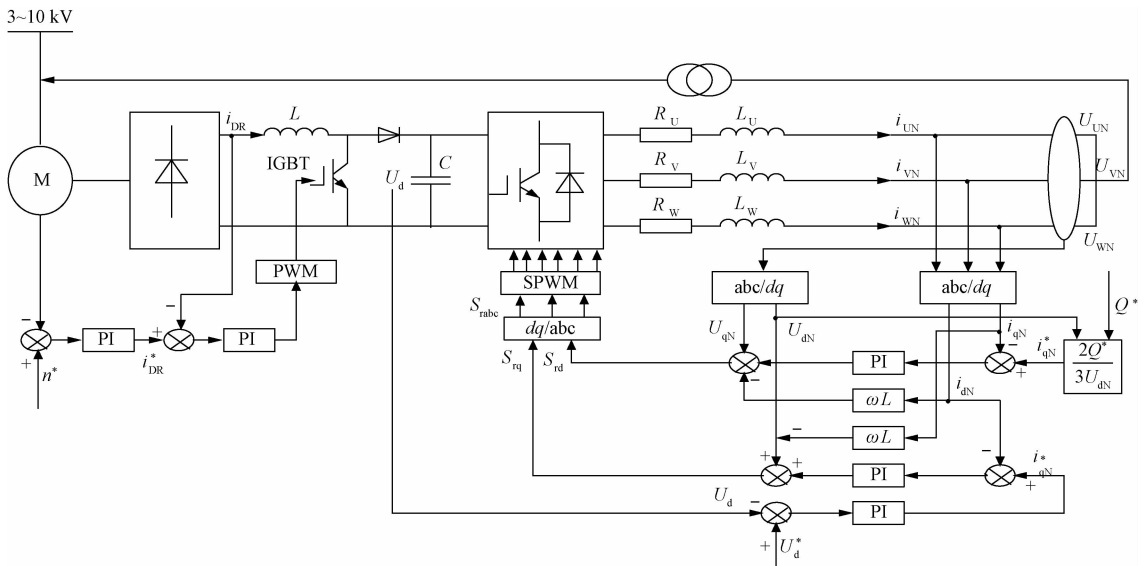 3~10 kV
M
i_DR
L
IGBT
U_d
C
R_U
L_U
i_UN
U_UN
R_V
L_V
i_VN
U_VN
R_W
L_W
i_WN
U_WN
PWM
SPWM
abc/dq
abc/dq
S_rabc
dq/abc
Q*
−
+
PI
i*_DR
−
+
PI
n*
S_rq
S_rd
U_qN
U_dN
−
PI
i_qN
−
+
i*_qN
2Q*
3U_dN
ωL
i_dN
−
ωL
+
+
PI
−
+
i*_qN
U_d
−
PI
+
U*_d